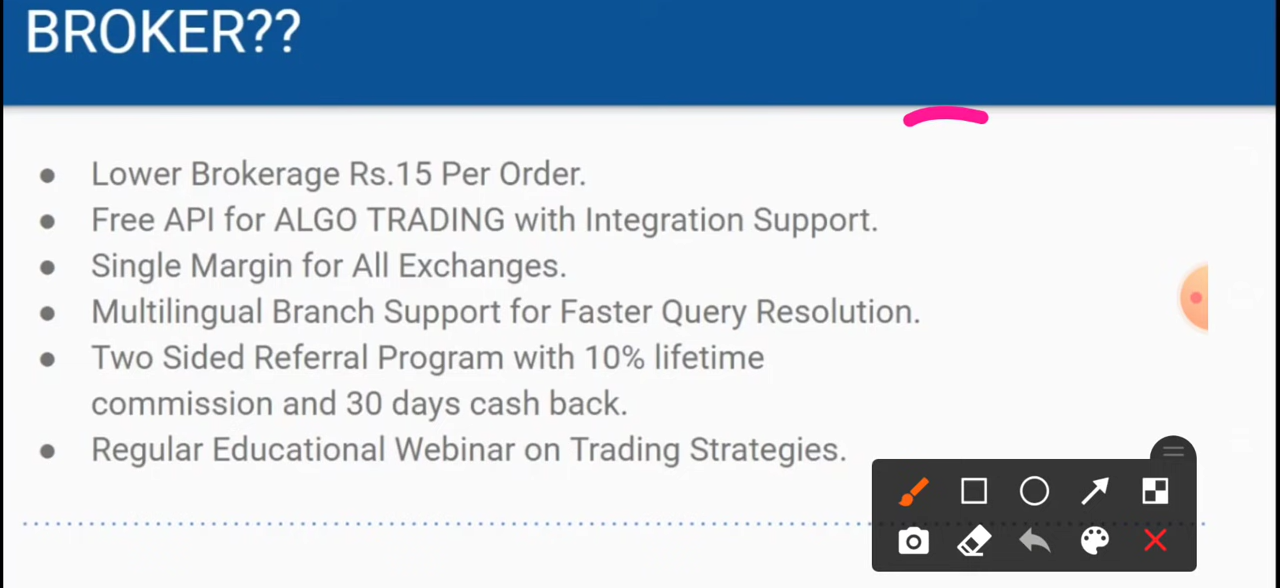 BROKER??
Lower Brokerage Rs.15 Per Order.
Free API for ALGO TRADING with Integration Support.
Single Margin for All Exchanges.
Multilingual Branch Support for Faster Query Resolution.
Two Sided Referral Program with 10% lifetime
commission and 30 days cash back.
Regular Educational Webinar on Trading Strategies.